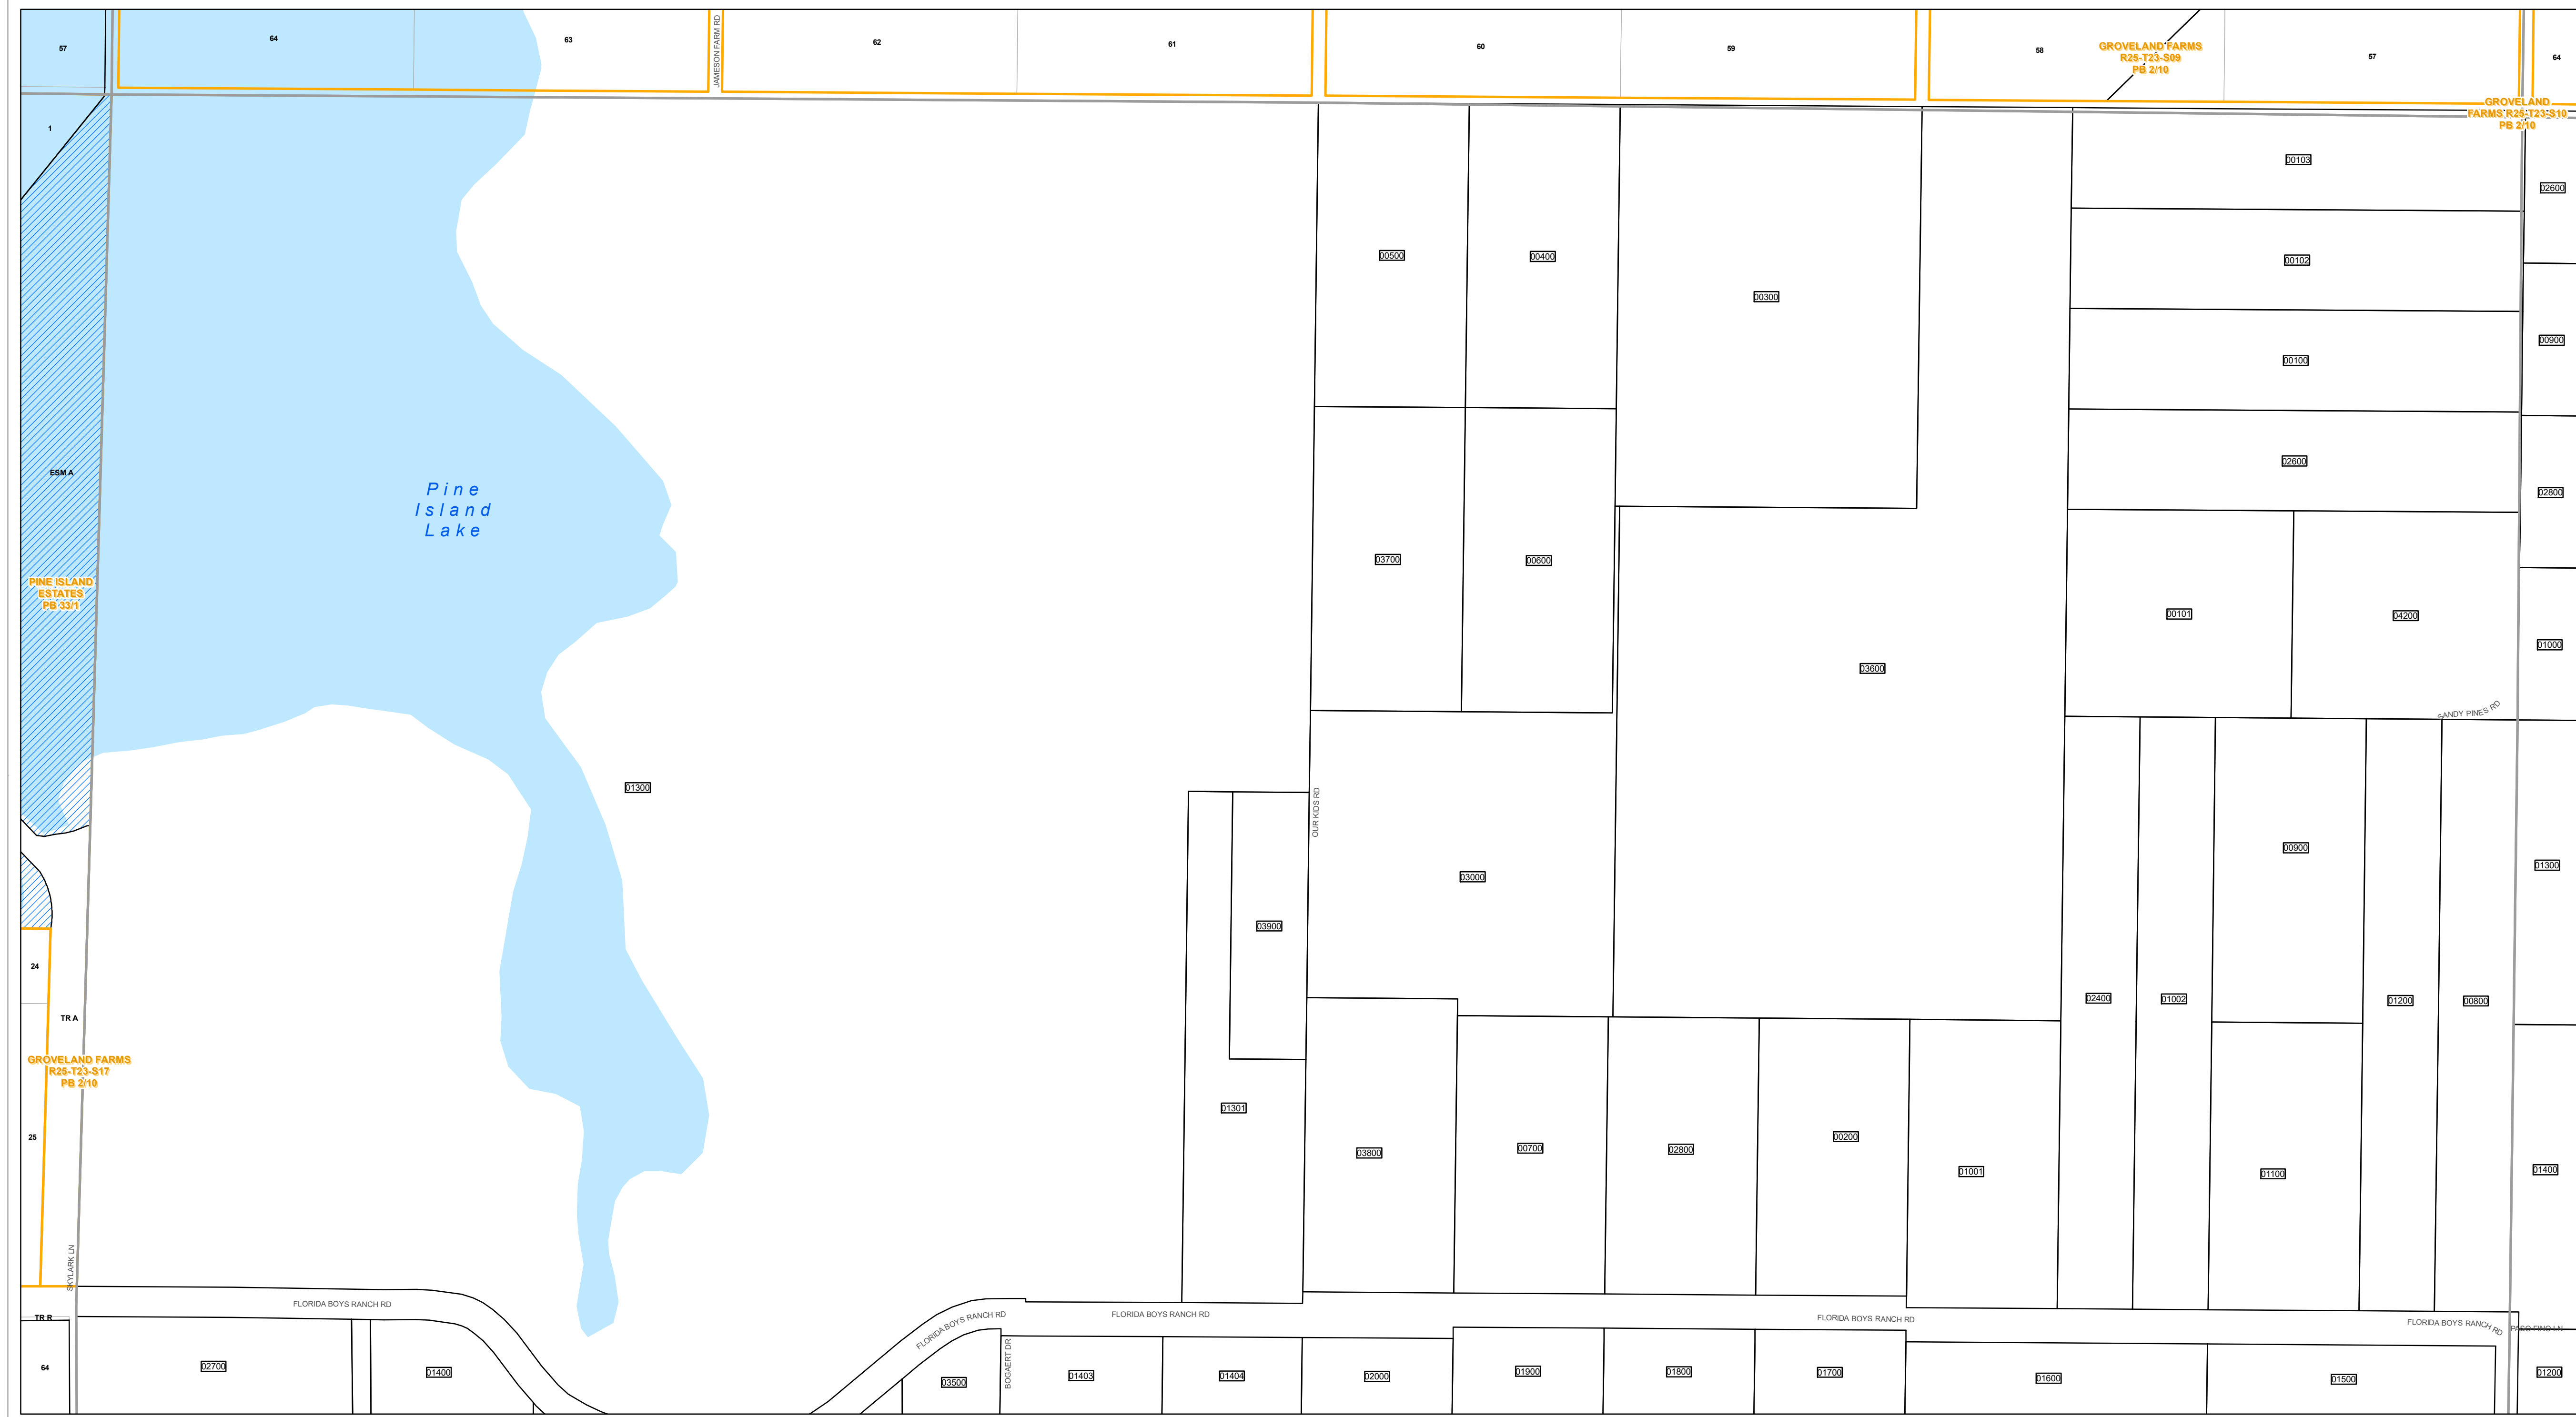 57
64
63
JAMESON FARM RD
62
61
60
59
58
GROVELAND FARMS
R25-T23-S09
PB 2/10
57
64
GROVELAND
FARMS R25-T23-S10
PB 2/10
1
00103
02600
00500
00400
00102
00300
00900
00100
02600
ESM A
Pine
Island
Lake
02800
03700
00600
PINE ISLAND
ESTATES
PB 33/1
00101
04200
01000
03600
SANDY PINES RD
01300
OUR KIDS RD
00900
01300
03000
03900
24
02400
01002
01200
00800
TR A
GROVELAND FARMS
R25-T23-S17
PB 2/10
01301
25
03800
00700
02800
00200
01001
01100
01400
SKYLARK LN
FLORIDA BOYS RANCH RD
FLORIDA BOYS RANCH RD
FLORIDA BOYS RANCH RD
FLORIDA BOYS RANCH RD
FLORIDA BOYS RANCH RD
PASO FINO LN
TR R
64
02700
01400
03500
BOGAERT DR
01403
01404
02000
01900
01800
01700
01600
01500
01200